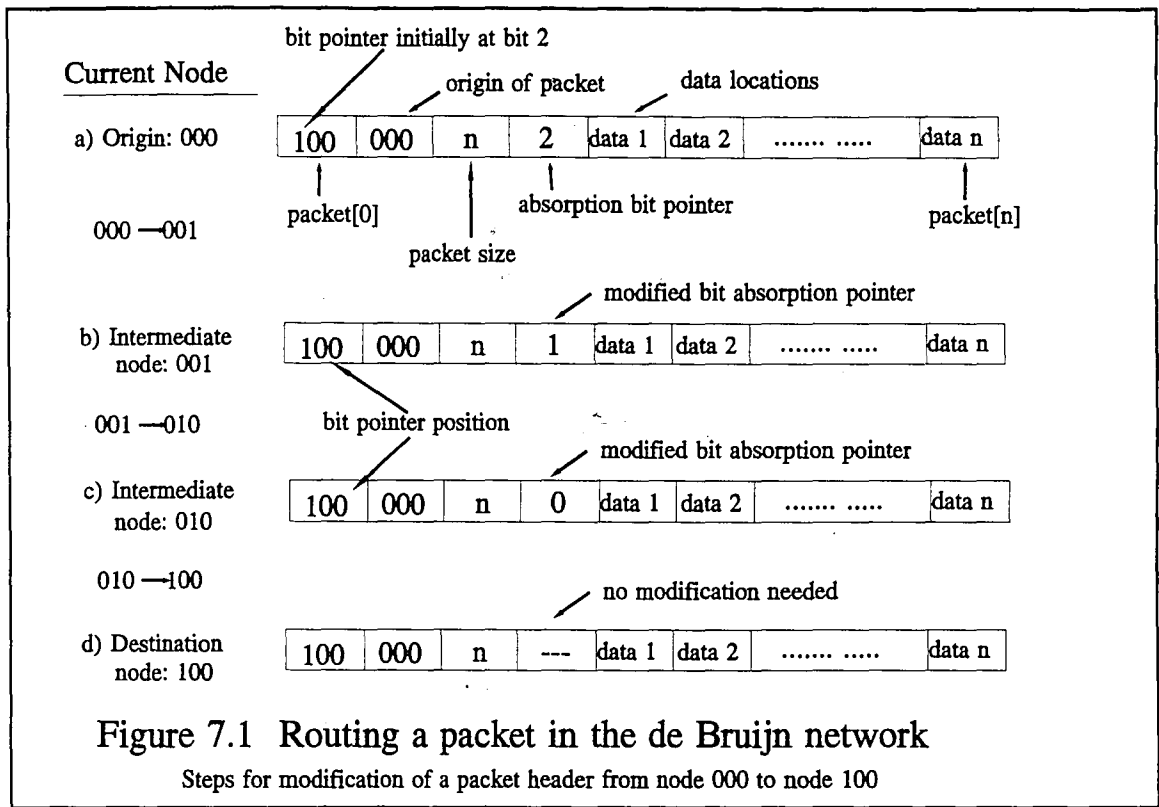 bit pointer initially at bit 2
Current Node
origin of packet
data locations
a) Origin: 000
100 000 n 2 data 1 data 2 ....... ..... data n
packet[0]
absorption bit pointer
packet[n]
000 → 001
packet size
modified bit absorption pointer
b) Intermediate
node: 001
100 000 n 1 data 1 data 2 ....... ..... data n
001 → 010
bit pointer position
modified bit absorption pointer
c) Intermediate
node: 010
100 000 n 0 data 1 data 2 ....... ..... data n
010 → 100
no modification needed
d) Destination
node: 100
100 000 n --- data 1 data 2 ....... ..... data n
Figure 7.1 Routing a packet in the de Bruijn network
Steps for modification of a packet header from node 000 to node 100